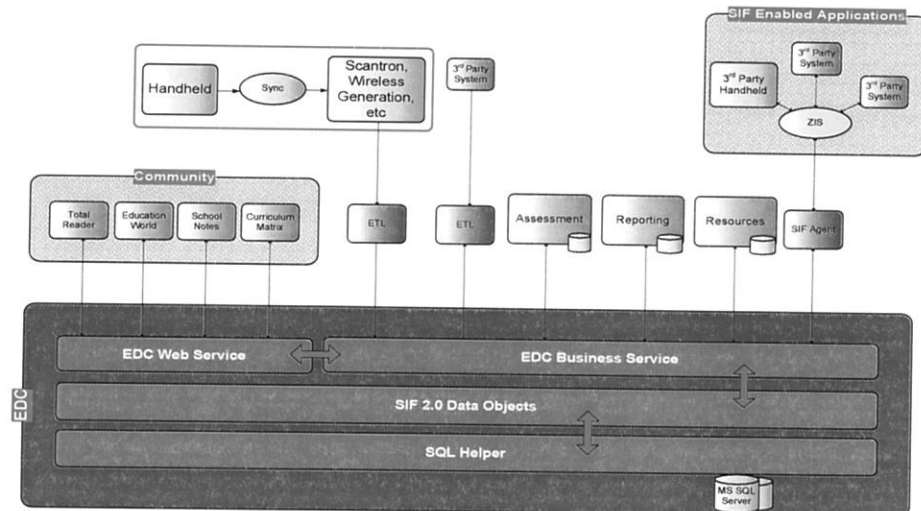 SIF Enabled Applications
Handheld
Sync
Scantron,
Wireless
Generation,
etc
3rd Party
System
3rd Party
Handheld
3rd Party
System
3rd Party
System
ZIS
Community
Total
Reader
Education
World
School
Notes
Curriculum
Matrix
ETL
ETL
Assessment
Reporting
Resources
SIF Agent
EDC
EDC Web Service
EDC Business Service
SIF 2.0 Data Objects
SQL Helper
MS SQL
Server